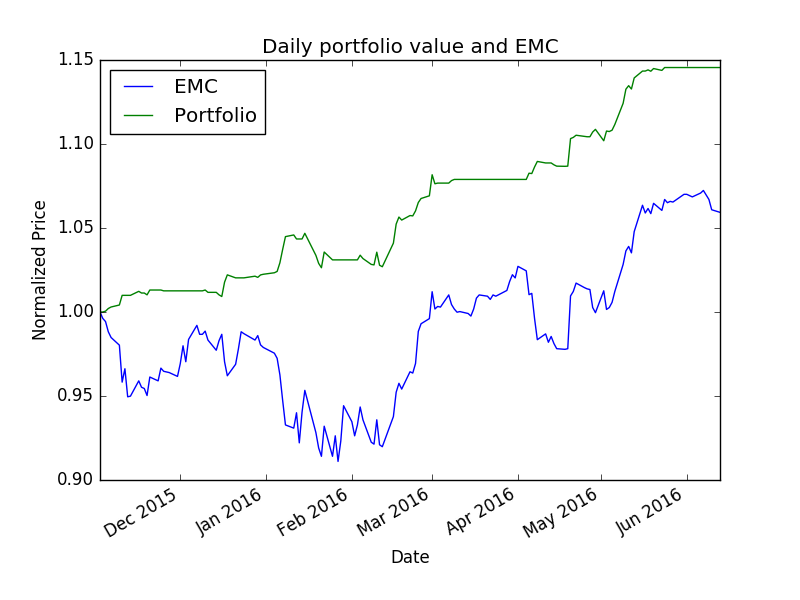 Daily portfolio value and EMC
EMC
Portfolio
Normalized Price
1.15
1.10
1.05
1.00
0.95
0.90
Dec 2015
Jan 2016
Feb 2016
Mar 2016
Apr 2016
May 2016
Jun 2016
Date